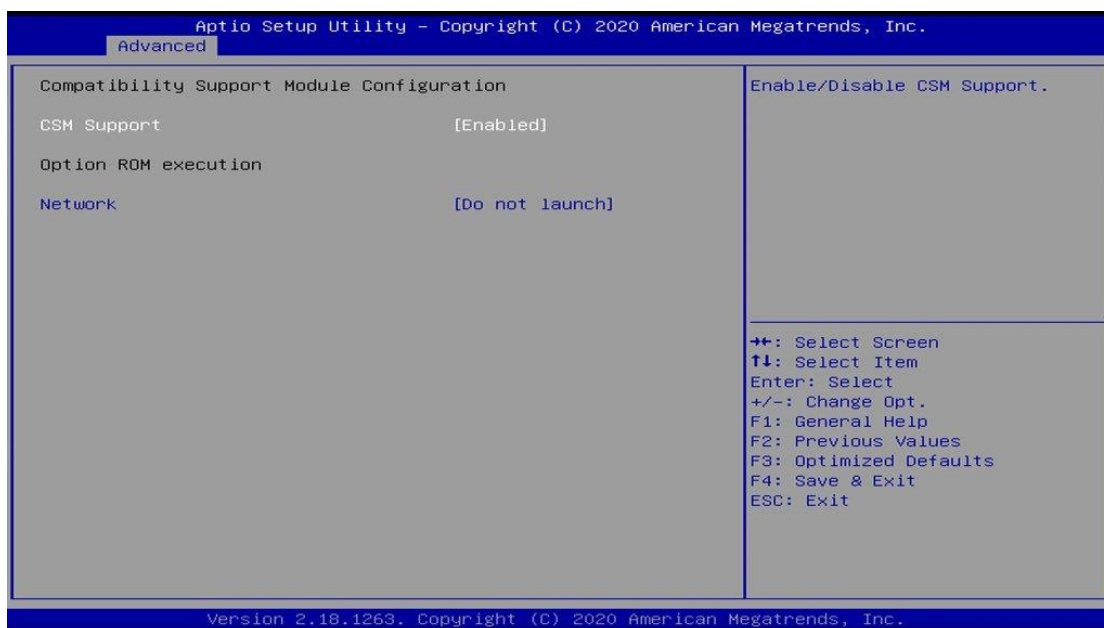 Aptio Setup Utility – Copyright (C) 2020 American Megatrends, Inc.
Advanced
Compatibility Support Module Configuration
CSM Support [Enabled]
Option ROM execution
Network [Do not launch]
Enable/Disable CSM Support.
→←: Select Screen
↑↓: Select Item
Enter: Select
+/-: Change Opt.
F1: General Help
F2: Previous Values
F3: Optimized Defaults
F4: Save & Exit
ESC: Exit
Version 2.18.1263. Copyright (C) 2020 American Megatrends, Inc.